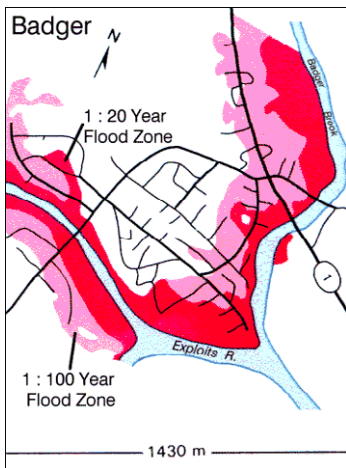 Badger
N
1 : 20 Year
Flood Zone
Badger
Brook
1
Exploits R.
1 : 100 Year
Flood Zone
1430 m